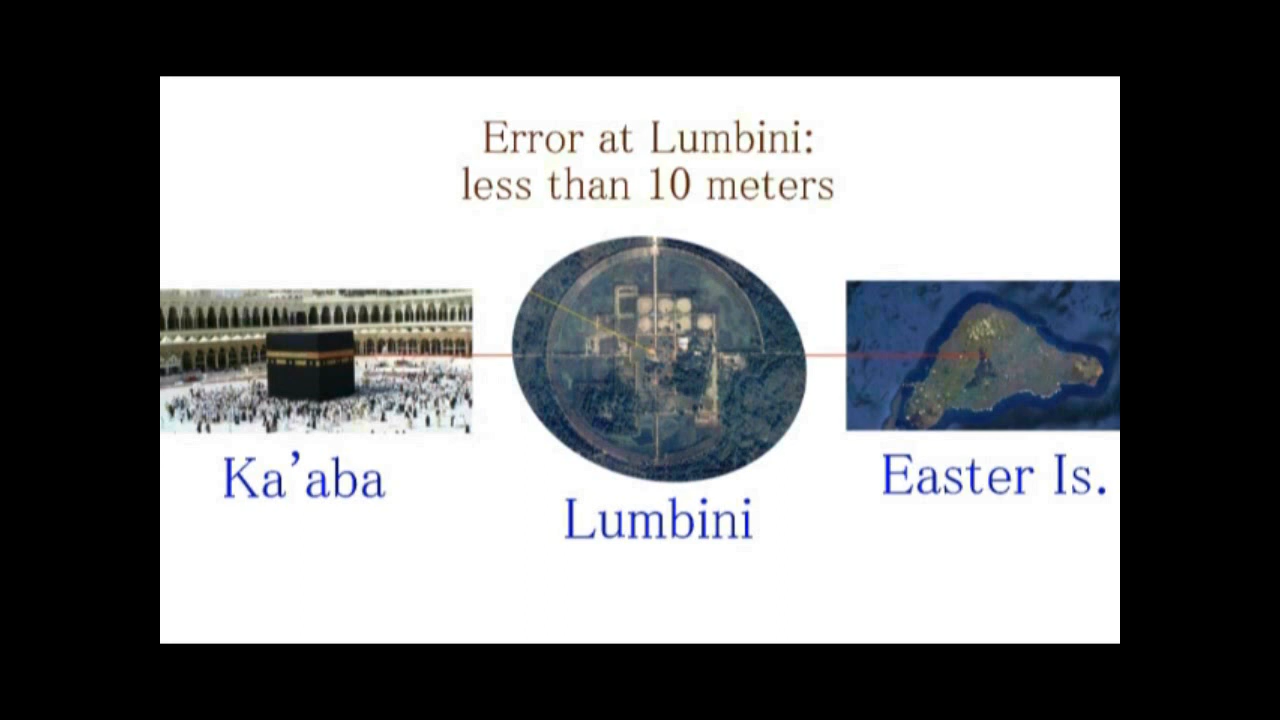 Error at Lumbini:
less than 10 meters
Ka'aba
Lumbini
Easter Is.